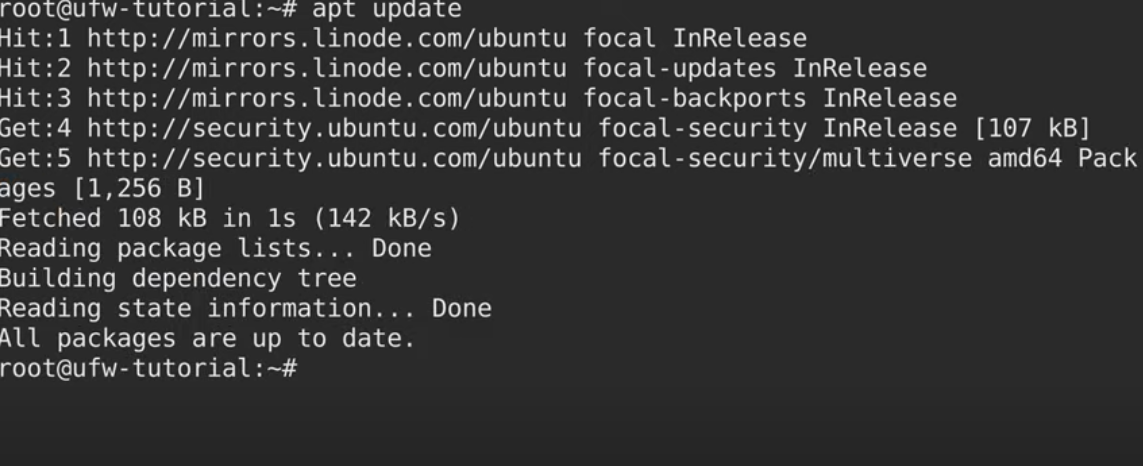 root@ufw-tutorial:~# apt update
Hit:1 http://mirrors.linode.com/ubuntu focal InRelease
Hit:2 http://mirrors.linode.com/ubuntu focal-updates InRelease
Hit:3 http://mirrors.linode.com/ubuntu focal-backports InRelease
Get:4 http://security.ubuntu.com/ubuntu focal-security InRelease [107 kB]
Get:5 http://security.ubuntu.com/ubuntu focal-security/multiverse amd64 Pack
ages [1,256 B]
Fetched 108 kB in 1s (142 kB/s)
Reading package lists... Done
Building dependency tree
Reading state information... Done
All packages are up to date.
root@ufw-tutorial:~#